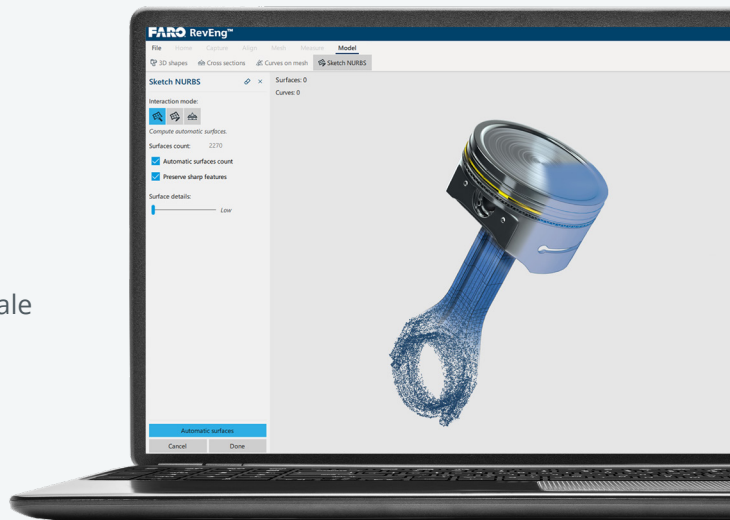 FARO RevEng™
File Home Capture Align Mesh Measure Model
3D shapes Cross sections Curves on mesh Sketch NURBS
Sketch NURBS
Surfaces: 0
Curves: 0
Interaction mode:
Compute automatic surfaces.
Surfaces count: 2270
Automatic surfaces count
Preserve sharp features
Surface details:
Low
ale
Automatic surfaces
Cancel Done